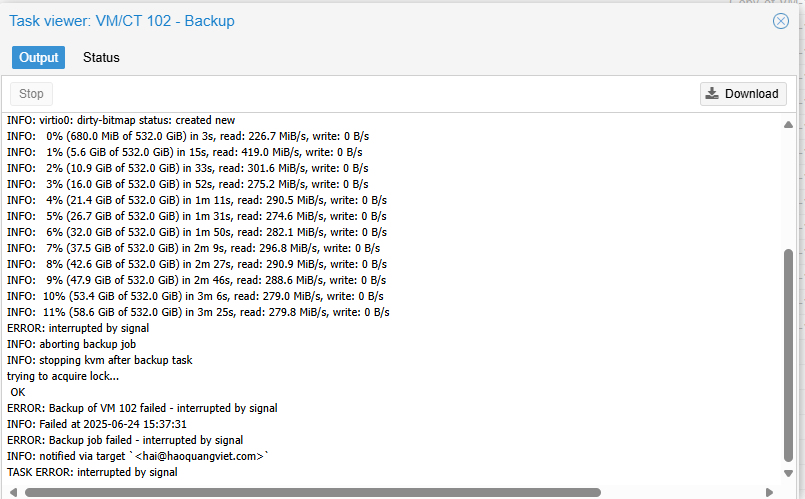 Task viewer: VM/CT 102 - Backup
Output Status
Stop Download
INFO: virtio0: dirty-bitmap status: created new
INFO: 0% (680.0 MiB of 532.0 GiB) in 3s, read: 226.7 MiB/s, write: 0 B/s
INFO: 1% (5.6 GiB of 532.0 GiB) in 15s, read: 419.0 MiB/s, write: 0 B/s
INFO: 2% (10.9 GiB of 532.0 GiB) in 33s, read: 301.6 MiB/s, write: 0 B/s
INFO: 3% (16.0 GiB of 532.0 GiB) in 52s, read: 275.2 MiB/s, write: 0 B/s
INFO: 4% (21.4 GiB of 532.0 GiB) in 1m 11s, read: 290.5 MiB/s, write: 0 B/s
INFO: 5% (26.7 GiB of 532.0 GiB) in 1m 31s, read: 274.6 MiB/s, write: 0 B/s
INFO: 6% (32.0 GiB of 532.0 GiB) in 1m 50s, read: 282.1 MiB/s, write: 0 B/s
INFO: 7% (37.5 GiB of 532.0 GiB) in 2m 9s, read: 296.8 MiB/s, write: 0 B/s
INFO: 8% (42.6 GiB of 532.0 GiB) in 2m 27s, read: 290.9 MiB/s, write: 0 B/s
INFO: 9% (47.9 GiB of 532.0 GiB) in 2m 46s, read: 288.6 MiB/s, write: 0 B/s
INFO: 10% (53.4 GiB of 532.0 GiB) in 3m 6s, read: 279.0 MiB/s, write: 0 B/s
INFO: 11% (58.6 GiB of 532.0 GiB) in 3m 25s, read: 279.8 MiB/s, write: 0 B/s
ERROR: interrupted by signal
INFO: aborting backup job
INFO: stopping kvm after backup task
trying to acquire lock...
OK
ERROR: Backup of VM 102 failed - interrupted by signal
INFO: Failed at 2025-06-24 15:37:31
ERROR: Backup job failed - interrupted by signal
INFO: notified via target `<hai@haoquangviet.com>`
TASK ERROR: interrupted by signal